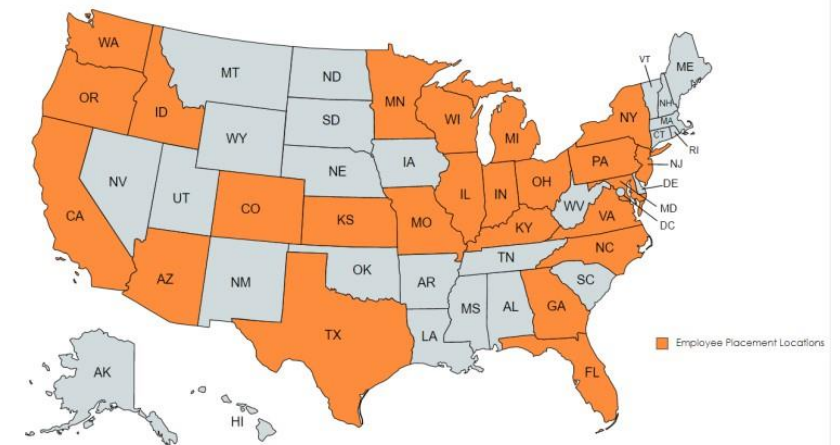 WA
MT
ND
MN
VT
ME
OR
ID
SD
WI
MI
NY
NH
MA
CT
RI
WY
IA
PA
NJ
NE
NV
UT
CO
IL
IN
OH
DE
WV
MD
DC
CA
KS
MO
KY
VA
AZ
NM
OK
AR
TN
NC
SC
MS
AL
GA
LA
TX
FL
Employee Placement Locations
AK
HI